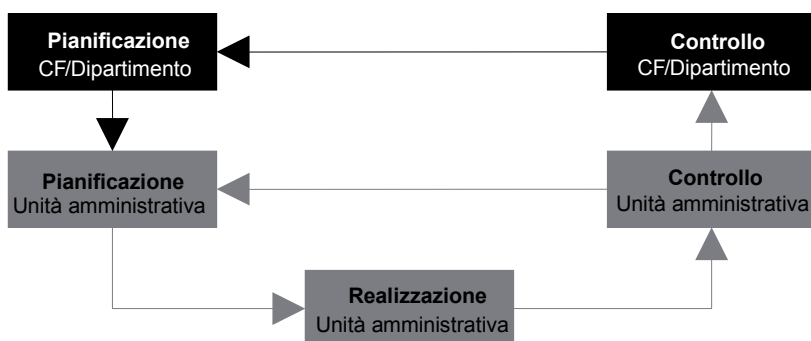 Pianificazione
CF/Dipartimento
Controllo
CF/Dipartimento
Pianificazione
Unità amministrativa
Controllo
Unità amministrativa
Realizzazione
Unità amministrativa